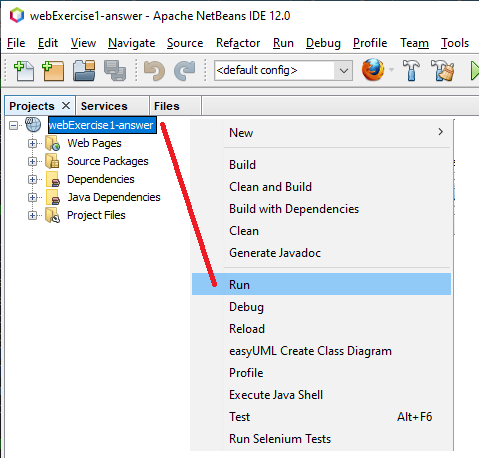 webExercise1-answer - Apache NetBeans IDE 12.0
File Edit View Navigate Source Refactor Run Debug Profile Team Tools
<default config>
Projects Services Files
webExercise1-answer
Web Pages
Source Packages
Dependencies
Java Dependencies
Project Files
New
Build
Clean and Build
Build with Dependencies
Clean
Generate Javadoc
Run
Debug
Reload
easyUML Create Class Diagram
Profile
Execute Java Shell
Test Alt+F6
Run Selenium Tests